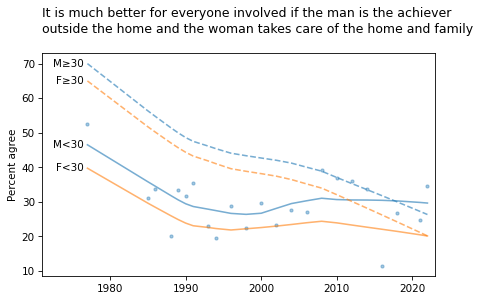 It is much better for everyone involved if the man is the achiever
outside the home and the woman takes care of the home and family
70
60
50
40
30
20
10
Percent agree
M≥30
F≥30
M<30
F<30
1980
1990
2000
2010
2020